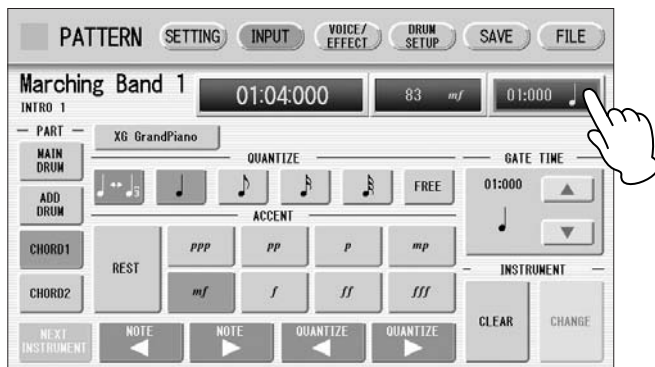 PATTERN SETTING INPUT VOICE/ EFFECT DRUM SETUP SAVE FILE
Marching Band 1 01:04:000 83 mf 01:000
INTRO 1
PART XG GrandPiano
MAIN DRUM QUANTIZE GATE TIME
ADD DRUM 3 FREE 01:000
ACCENT
CHORD1 REST ppp pp p mp
INSTRUMENT
CHORD2 mf f ff fff CLEAR CHANGE
NEXT INSTRUMENT NOTE NOTE QUANTIZE QUANTIZE